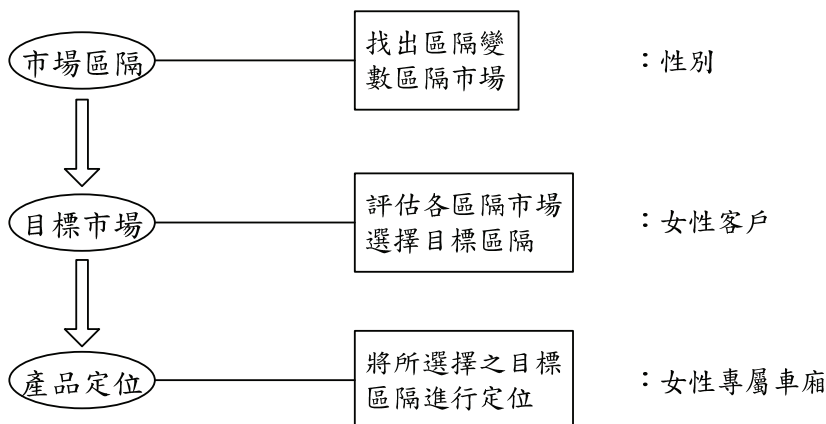 市場區隔
找出區隔變
數區隔市場
：性別
目標市場
評估各區隔市場
選擇目標區隔
：女性客戶
產品定位
將所選擇之目標
區隔進行定位
：女性專屬車廂